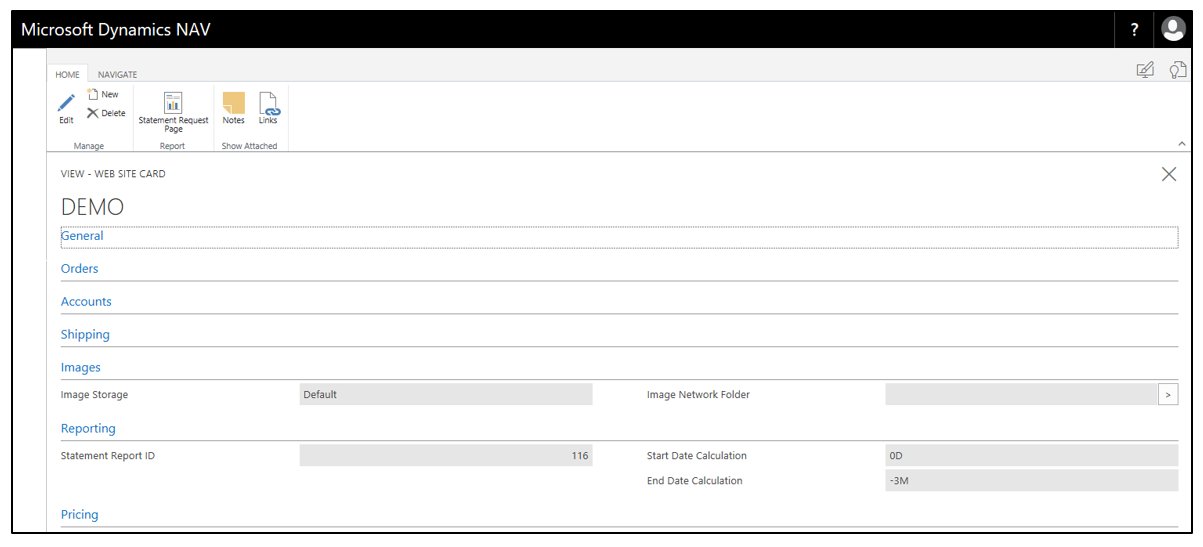 Microsoft Dynamics NAV
?
HOME NAVIGATE
Edit
New
Delete
Manage
Statement Request
Page
Report
Notes
Links
Show Attached
VIEW - WEB SITE CARD
DEMO
General
Orders
Accounts
Shipping
Images
Image Storage Default Image Network Folder >
Reporting
Statement Report ID 116 Start Date Calculation 0D
End Date Calculation -3M
Pricing